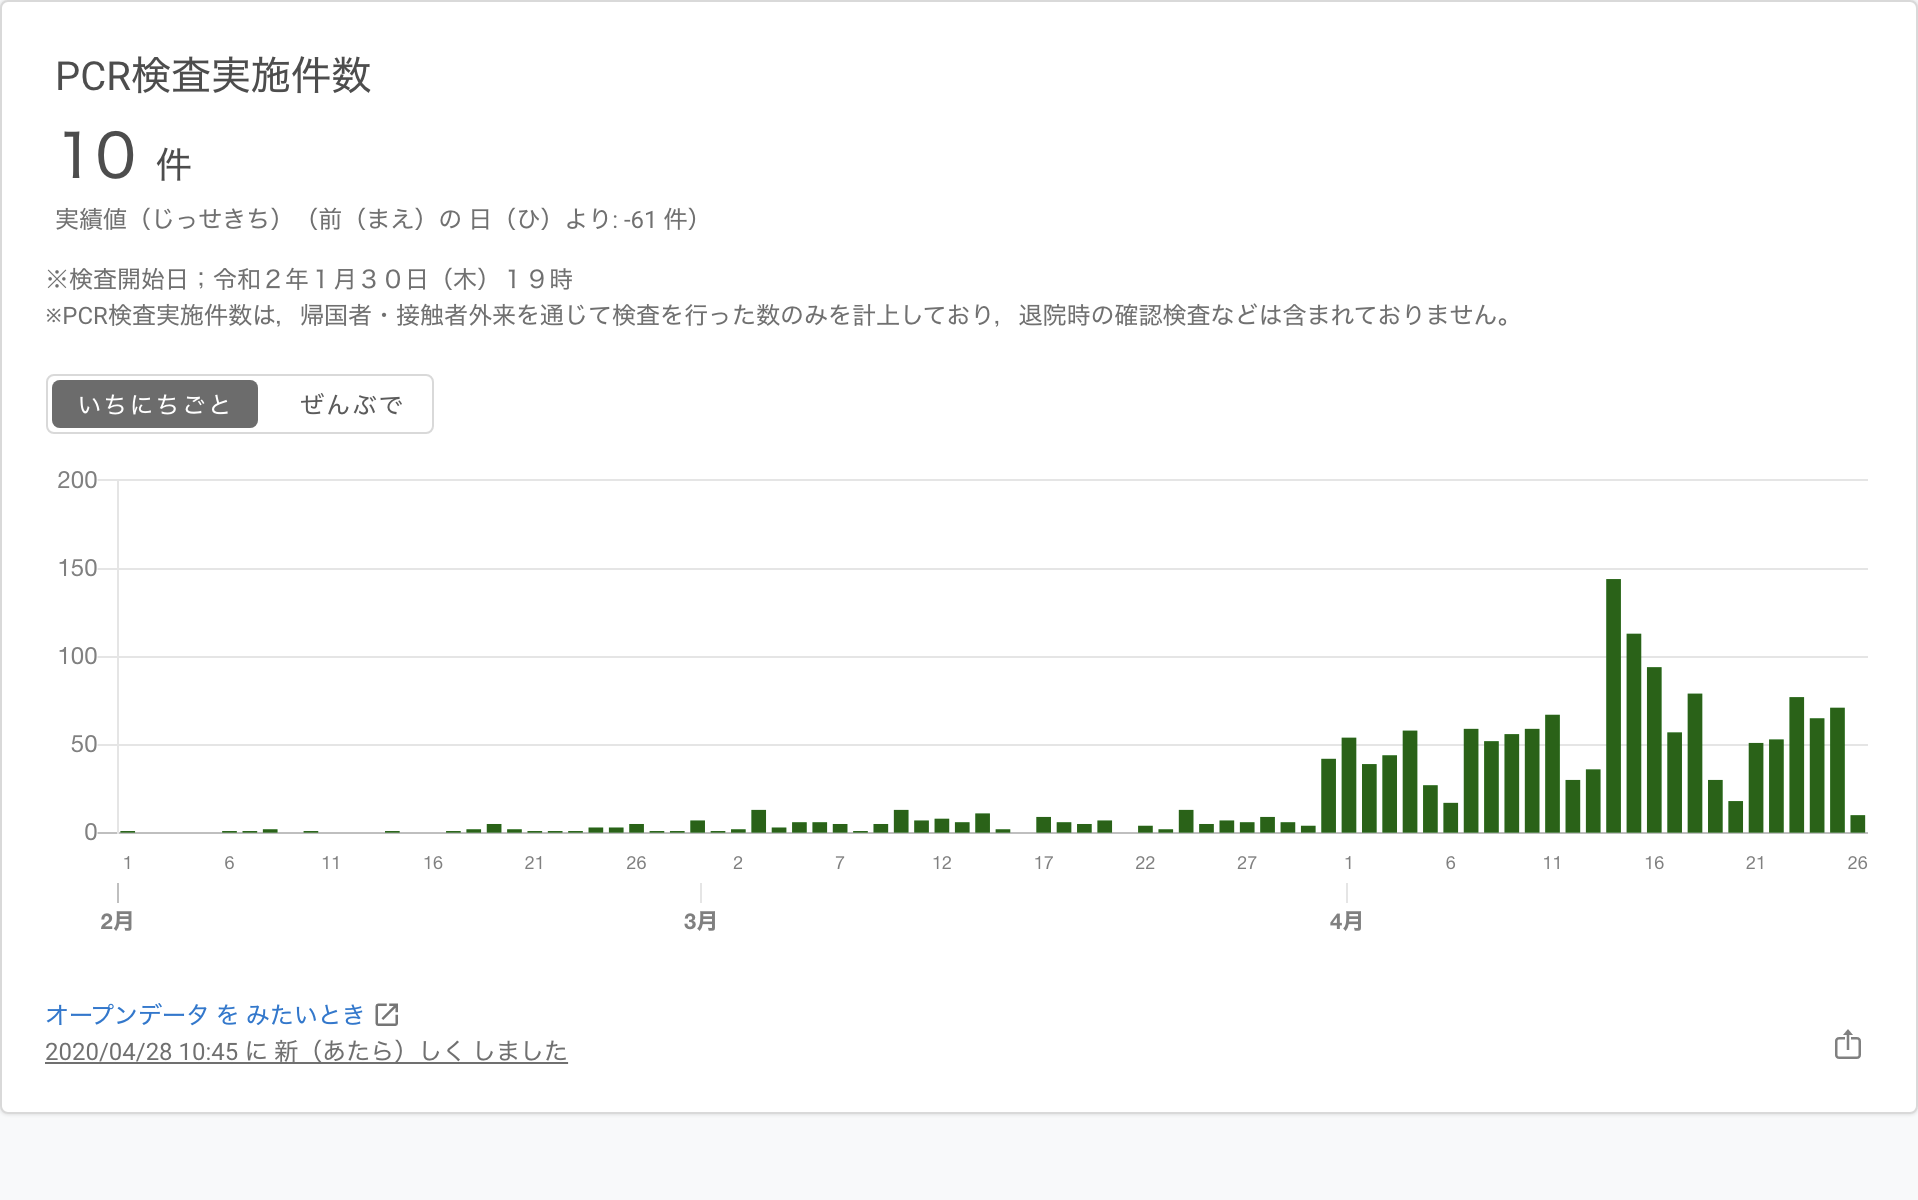 PCR検査実施件数
10 件
実績値（じっせきち）（前（まえ）の 日（ひ）より: -61 件）
※検査開始日；令和２年１月３０日（木）１９時
※PCR検査実施件数は，帰国者・接触者外来を通じて検査を行った数のみを計上しており，退院時の確認検査などは含まれておりません。
いちにちごと ぜんぶで
200
150
100
50
0
1 6 11 16 21 26 2 7 12 17 22 27 1 6 11 16 21 26
2月 3月 4月
オープンデータ を みたいとき
2020/04/28 10:45 に 新（あたら）しく しました